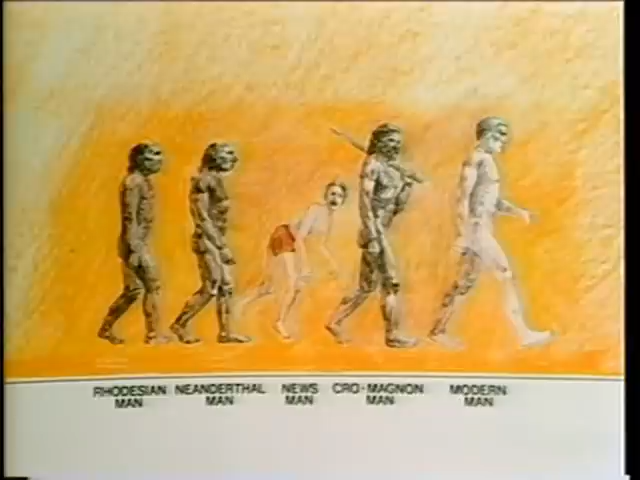 RHODESIAN MAN
NEANDERTHAL MAN
NEWS MAN
CRO-MAGNON MAN
MODERN MAN